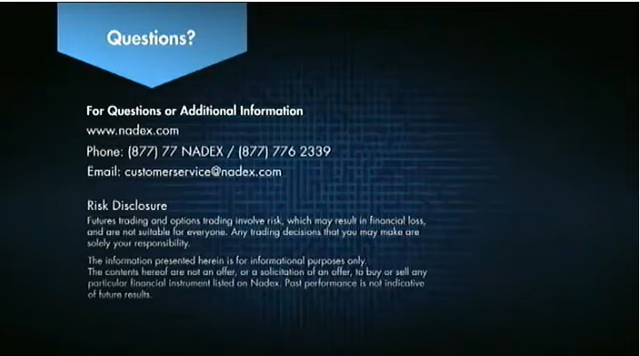 Questions?
For Questions or Additional Information
www.nadex.com
Phone: (877) 77 NADEX / (877) 776 2339
Email: customerservice@nadex.com
Risk Disclosure
Futures trading and options trading involve risk, which may result in financial loss,
and are not suitable for everyone. Any trading decisions that you may make are
solely your responsibility.
The information presented herein is for informational purposes only.
The contents hereof are not an offer, or a solicitation of an offer, to buy or sell any
particular financial instrument listed on Nadex. Past performance is not indicative
of future results.